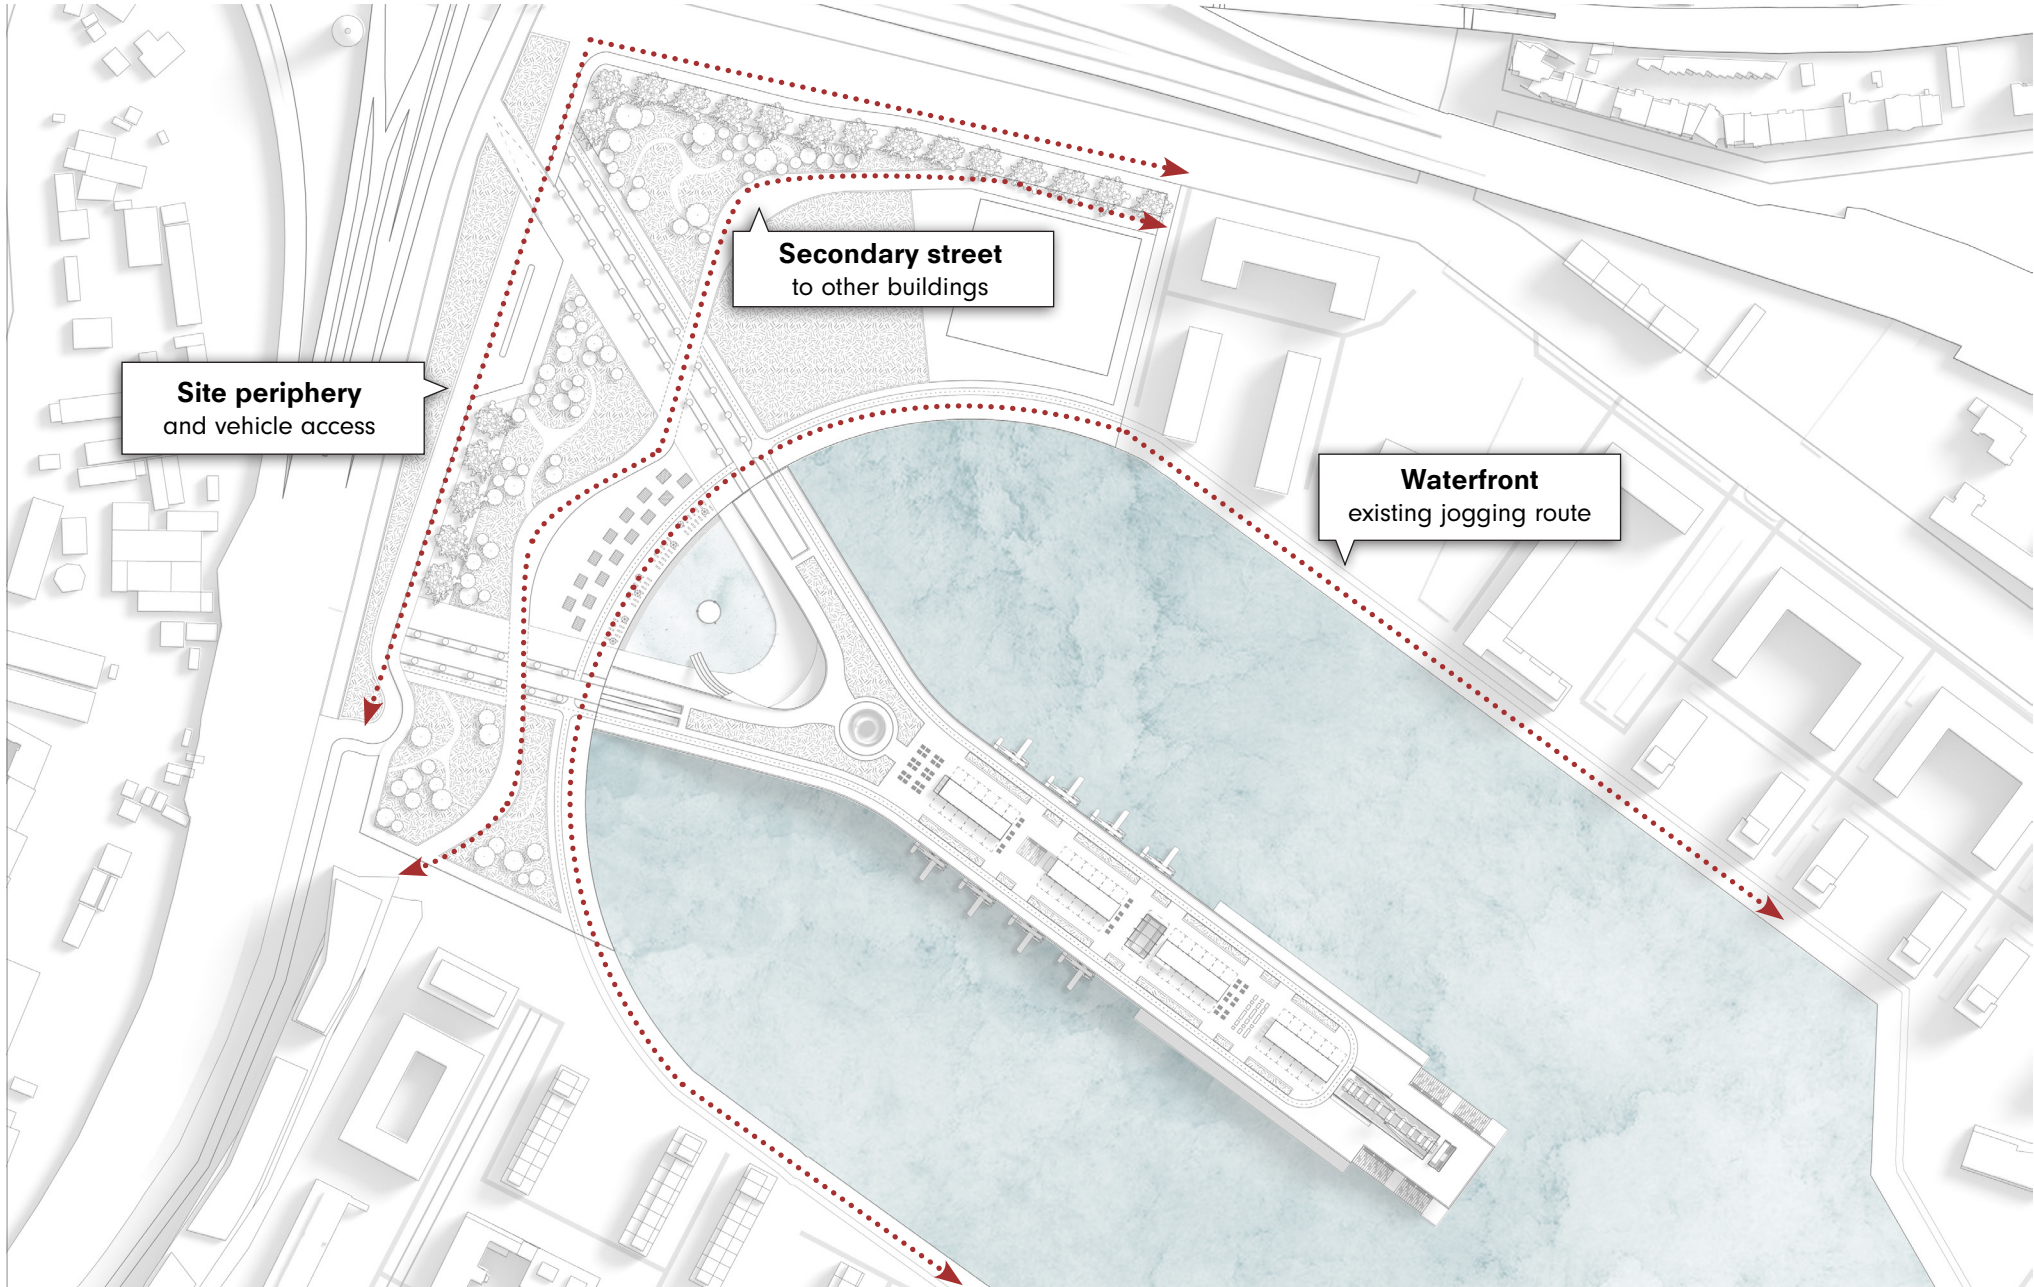 Secondary street
to other buildings
Site periphery
and vehicle access
Waterfront
existing jogging route